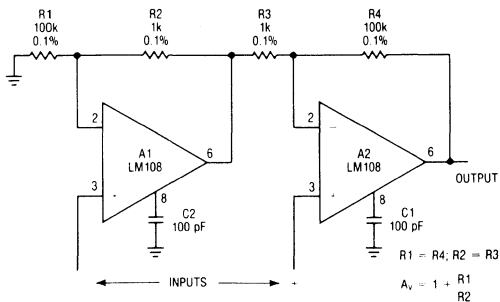 R1
100k
0.1%
R2
1k
0.1%
R3
1k
0.1%
R4
100k
0.1%
2
A1
LM108
6
3
+
8
C2
100 pF
2
−
A2
LM108
6
3
+
8
C1
100 pF
OUTPUT
INPUTS
+
R1 = R4; R2 = R3
Av = 1 + R1
R2